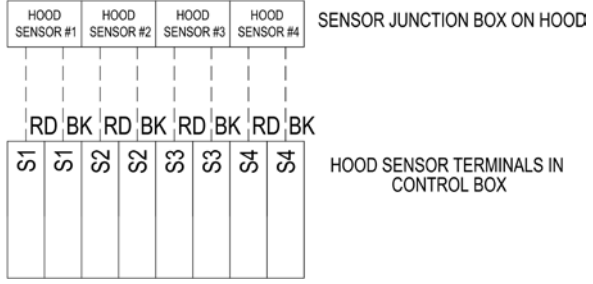 HOOD SENSOR #1 HOOD SENSOR #2 HOOD SENSOR #3 HOOD SENSOR #4
SENSOR JUNCTION BOX ON HOOD
RD BK RD BK RD BK RD BK
S1 S1 S2 S2 S3 S3 S4 S4
HOOD SENSOR TERMINALS IN
CONTROL BOX